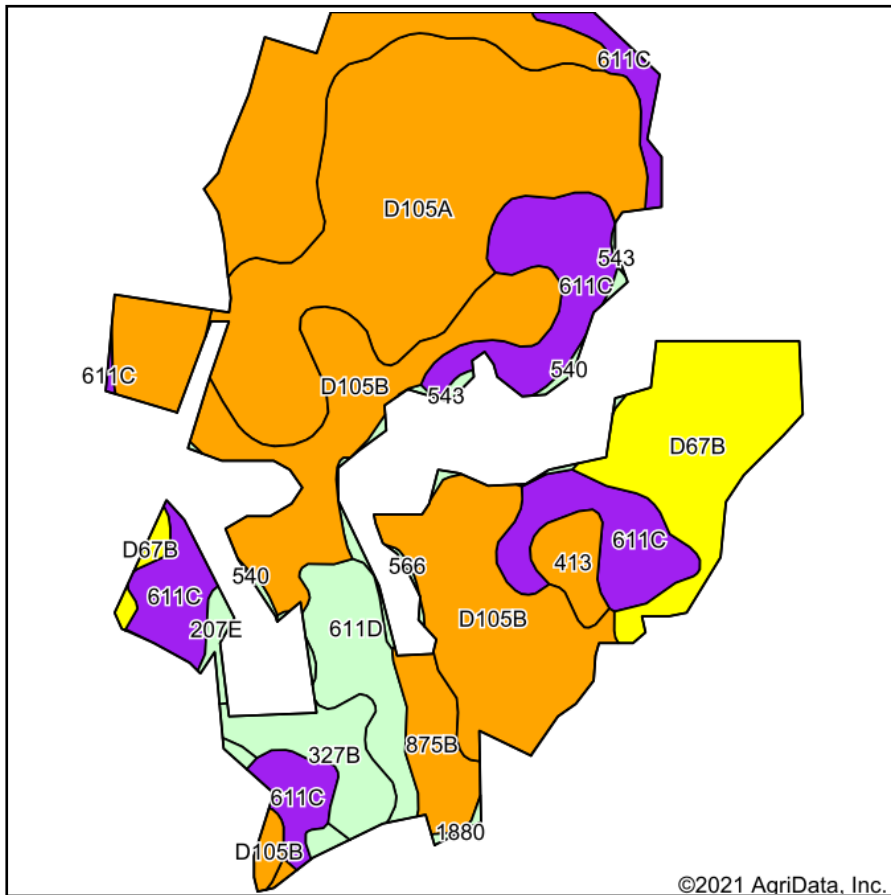 611C
D105A
543
611C
540
611C
D105B
543
D67B
D67B
611C
413
566
540
611C
207E
611D
D105B
875B
327B
611C
1880
D105B
©2021 AgriData, Inc.